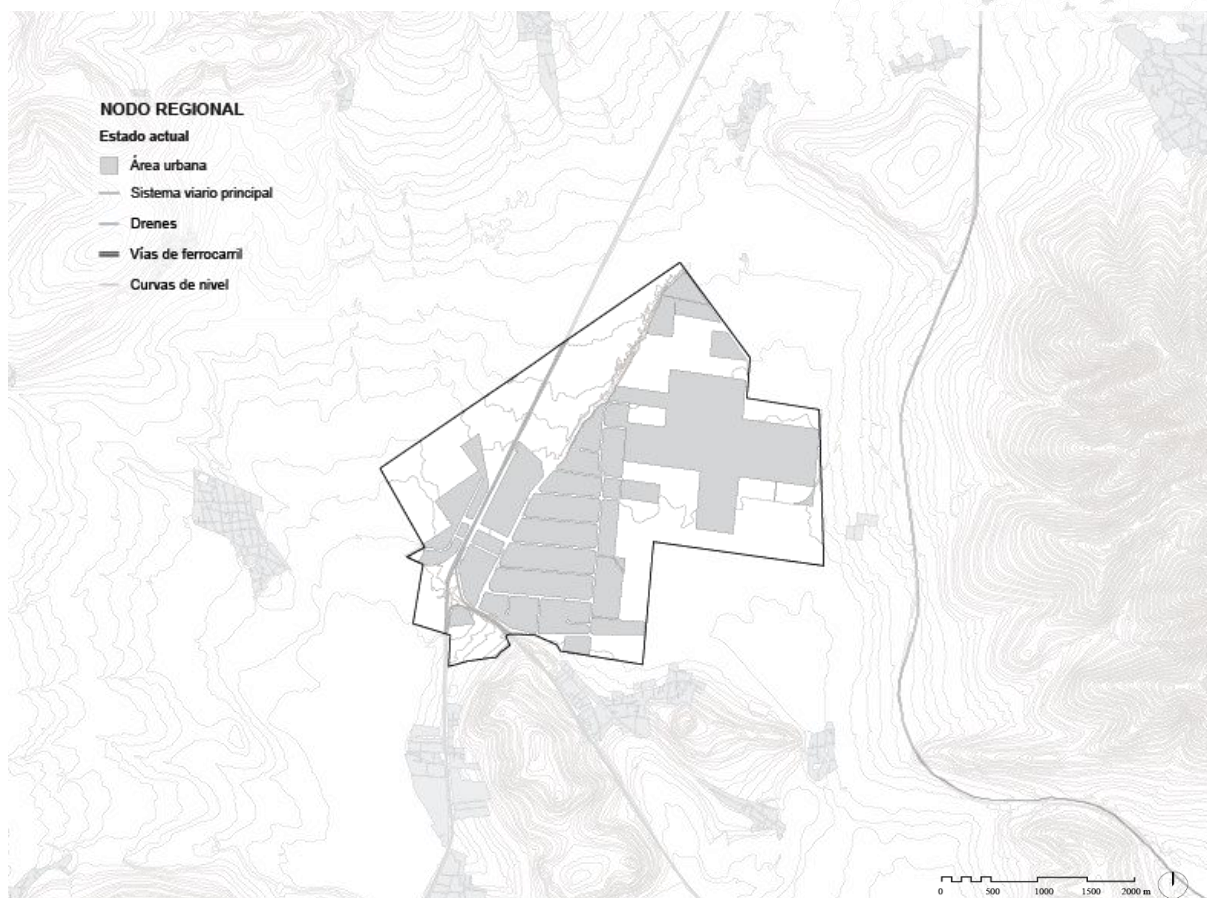 NODO REGIONAL
Estado actual
Área urbana
Sistema viario principal
Drenes
Vías de ferrocarril
Curvas de nivel
0 500 1000 1500 2000 m